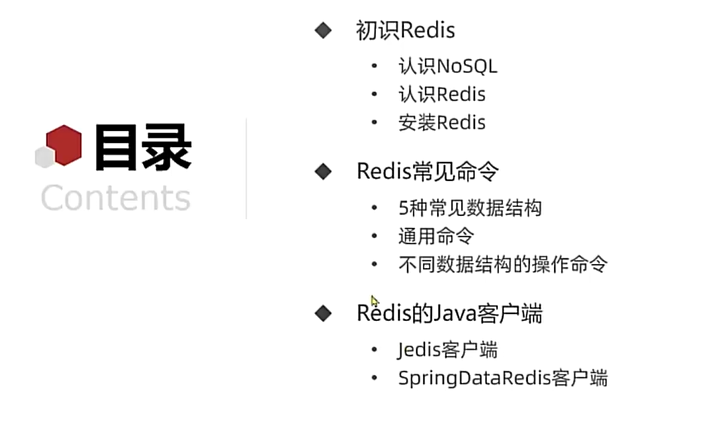 目录
Contents
初识Redis
认识NoSQL
认识Redis
安装Redis
Redis常见命令
5种常见数据结构
通用命令
不同数据结构的操作命令
Redis的Java客户端
Jedis客户端
SpringDataRedis客户端